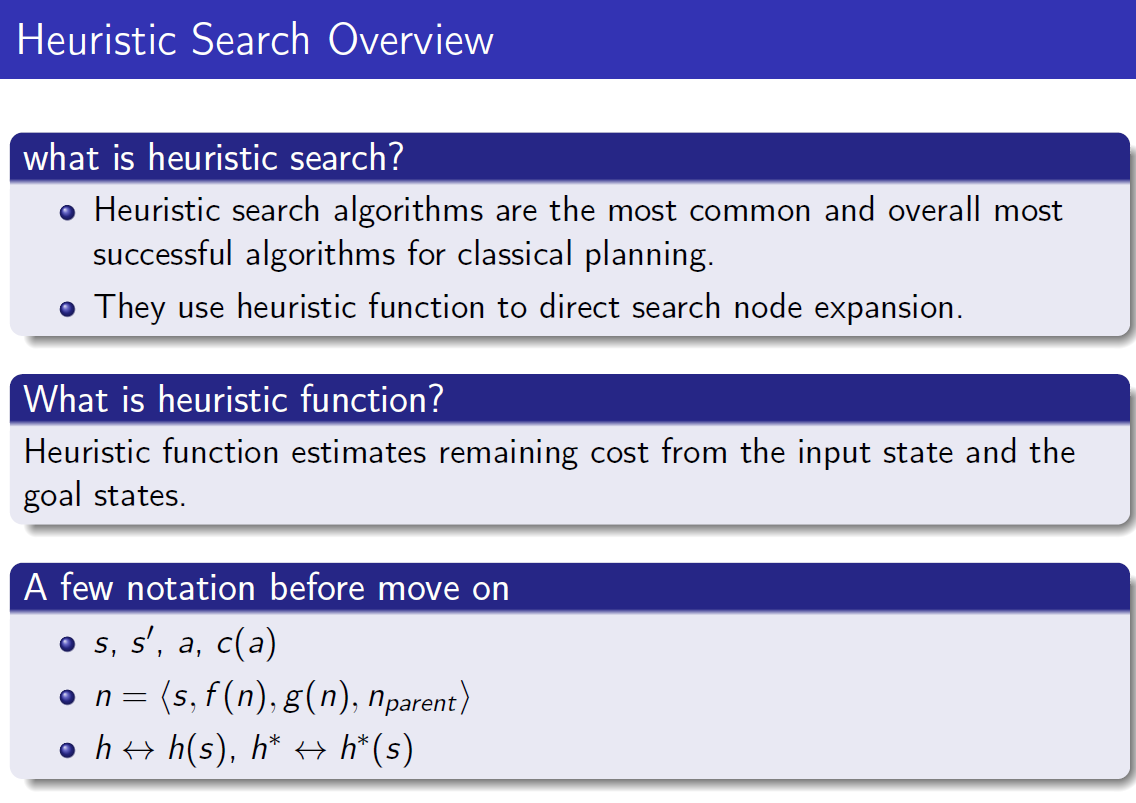 Heuristic Search Overview
what is heuristic search?
Heuristic search algorithms are the most common and overall most
successful algorithms for classical planning.
They use heuristic function to direct search node expansion.
What is heuristic function?
Heuristic function estimates remaining cost from the input state and the
goal states.
A few notation before move on
s, s′, a, c(a)
n = ⟨s, f(n), g(n), n_parent⟩
h ↔ h(s), h* ↔ h*(s)